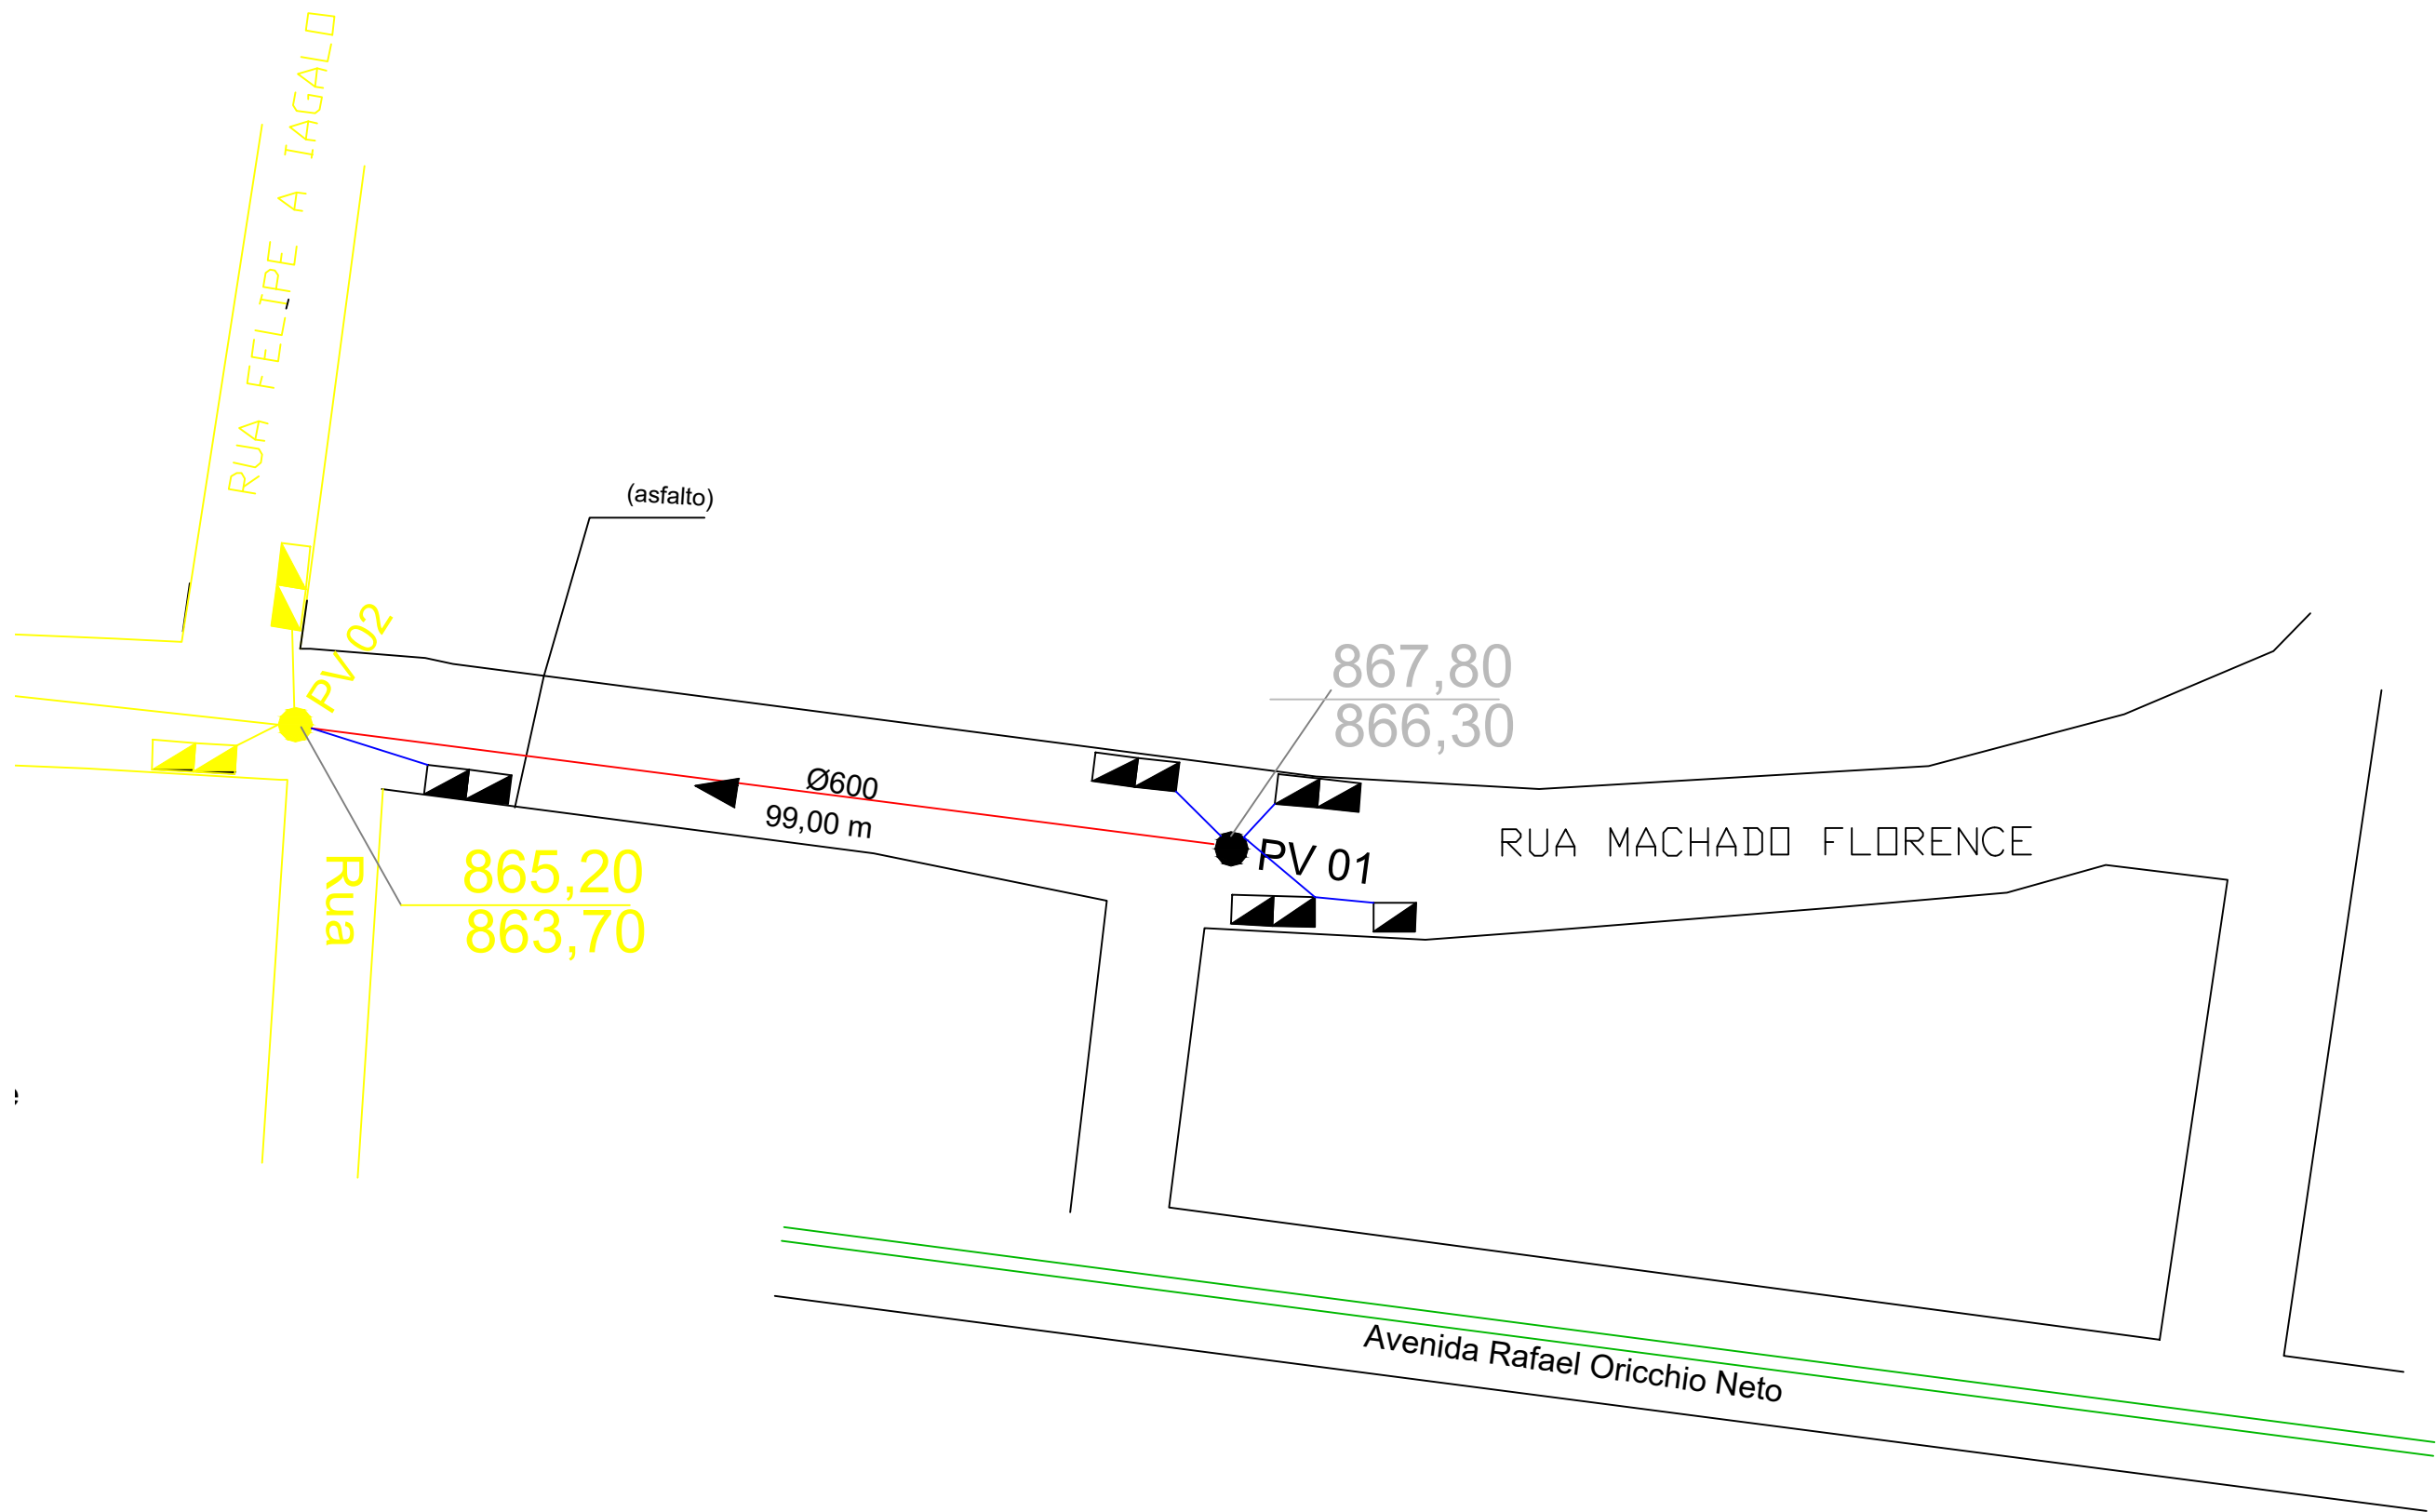 RUA FELIPE A IAGALO
(asfalto)
PV 02
867,80
866,30
Ø600
99,00 m
PV 01
RUA MACHADO FLORENCE
865,20
863,70
Rua
Avenida Rafael Oricchio Neto